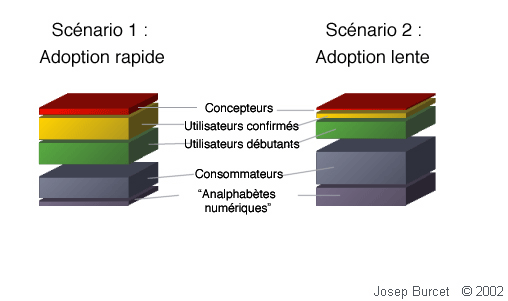 Scénario 1 :
Adoption rapide
Scénario 2 :
Adoption lente
Concepteurs
Utilisateurs confirmés
Utilisateurs débutants
Consommateurs
“Analphabètes
numériques”
Josep Burcet © 2002